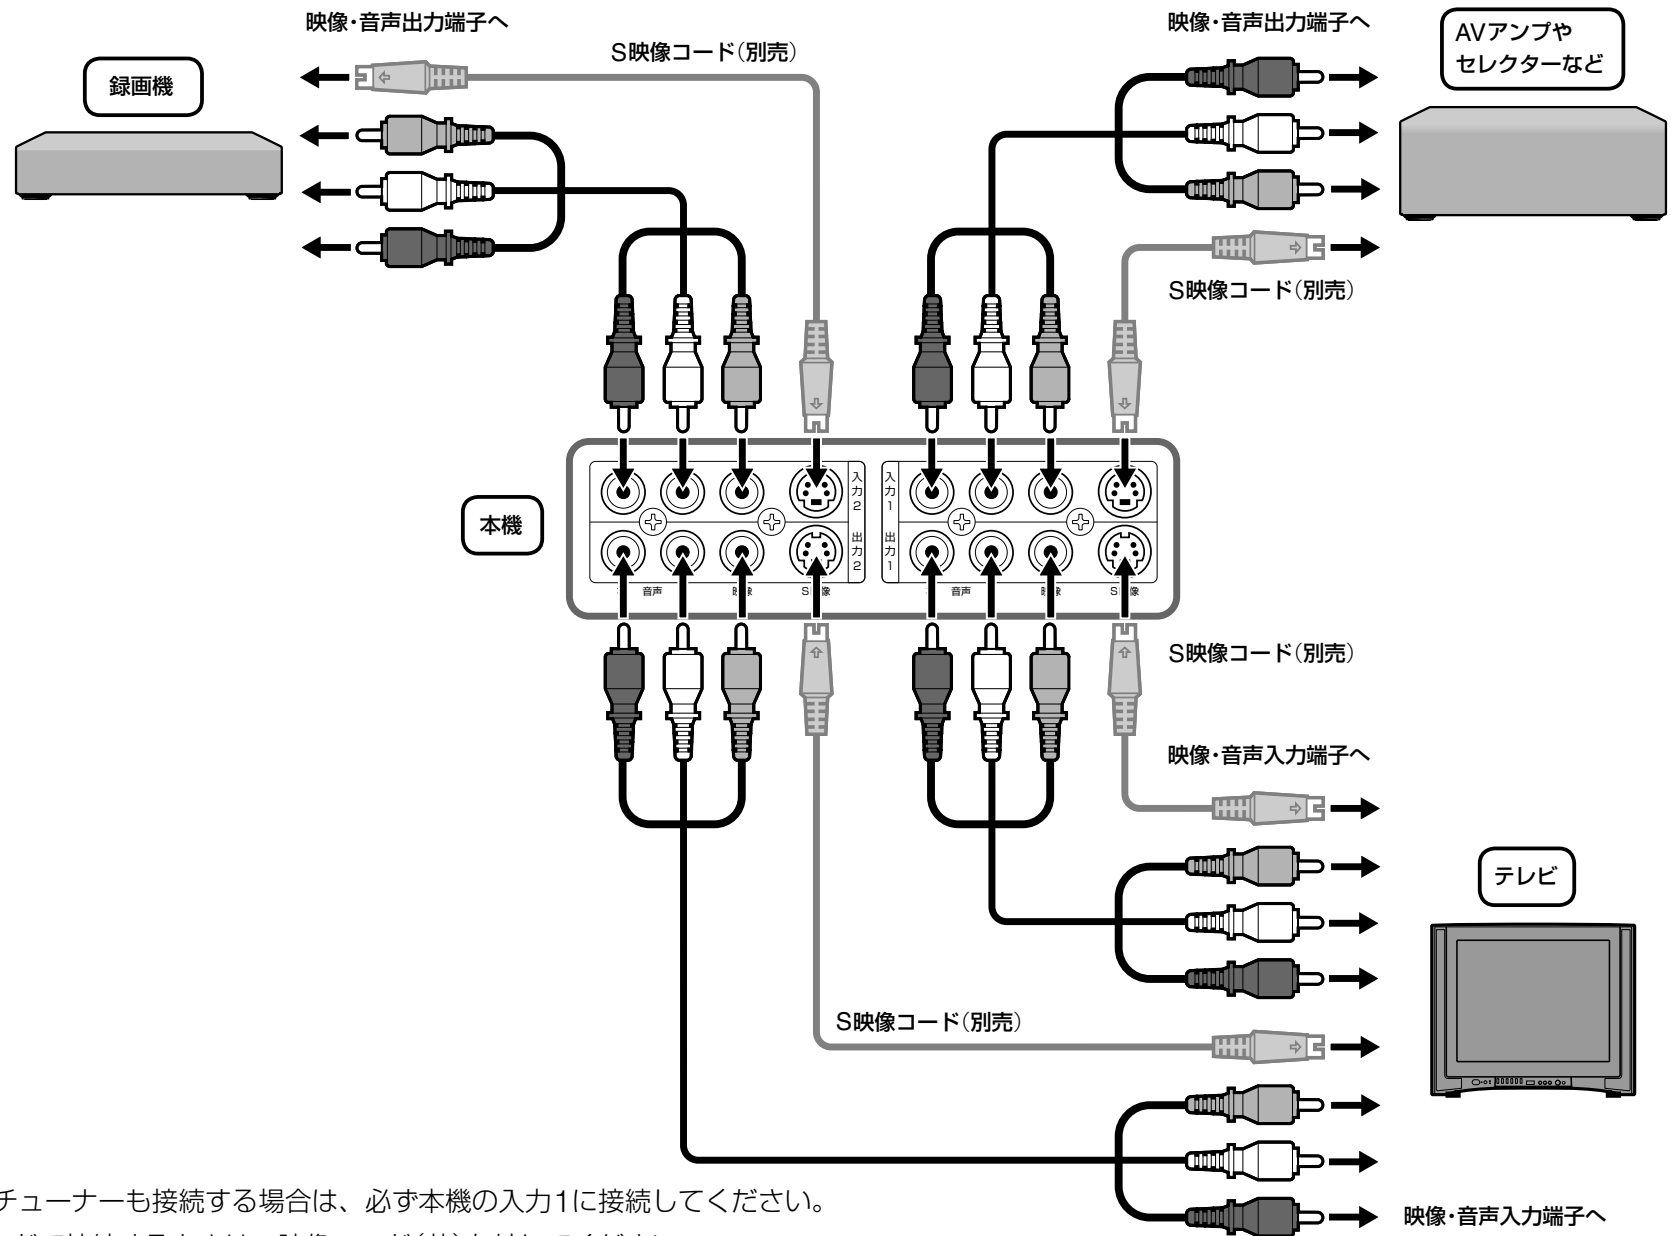 映像・音声出力端子へ
S映像コード（別売）
録画機
映像・音声出力端子へ
AVアンプや
セレクターなど
S映像コード（別売）
本機
入力2
出力2
入力1
出力1
音声
音声
S映像コード（別売）
映像・音声入力端子へ
テレビ
S映像コード（別売）
チューナーも接続する場合は、必ず本機の入力1に接続してください。
映像・音声入力端子へ